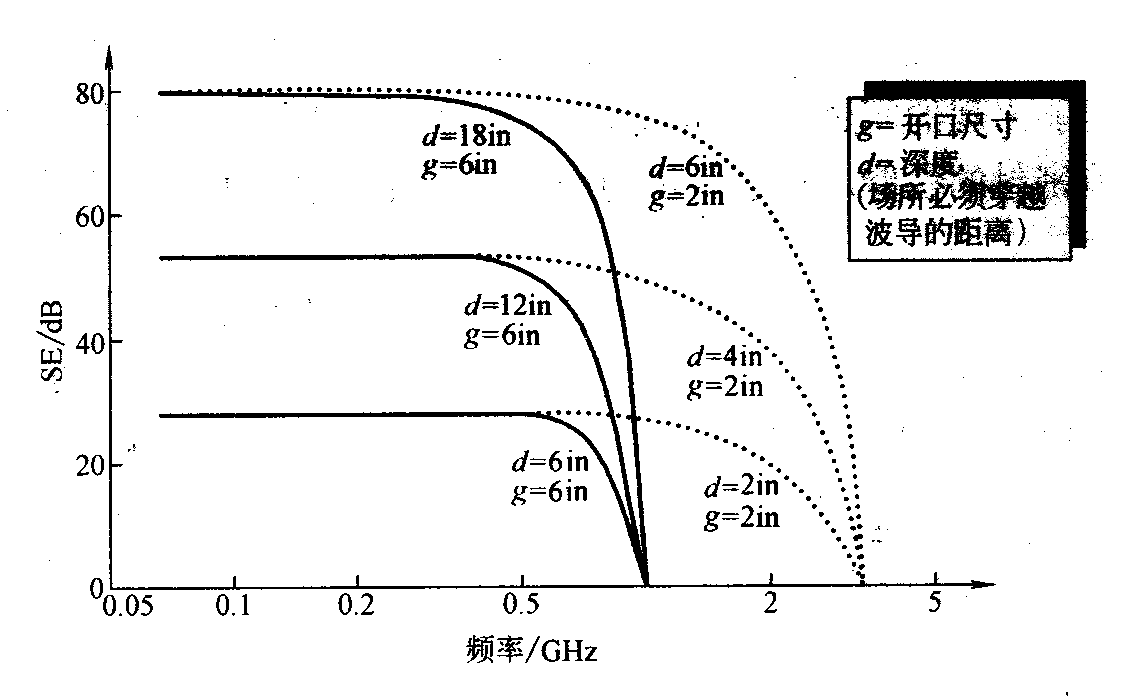 SE/dB
80
60
40
20
0
d=18in
g=6in
d=6in
g=2in
d=12in
g=6in
d=4in
g=2in
d=6in
g=6in
d=2in
g=2in
g=开口尺寸
d=深度
(场所必须穿越
波导的距离)
0.05 0.1 0.2 0.5 2 5
频率/GHz